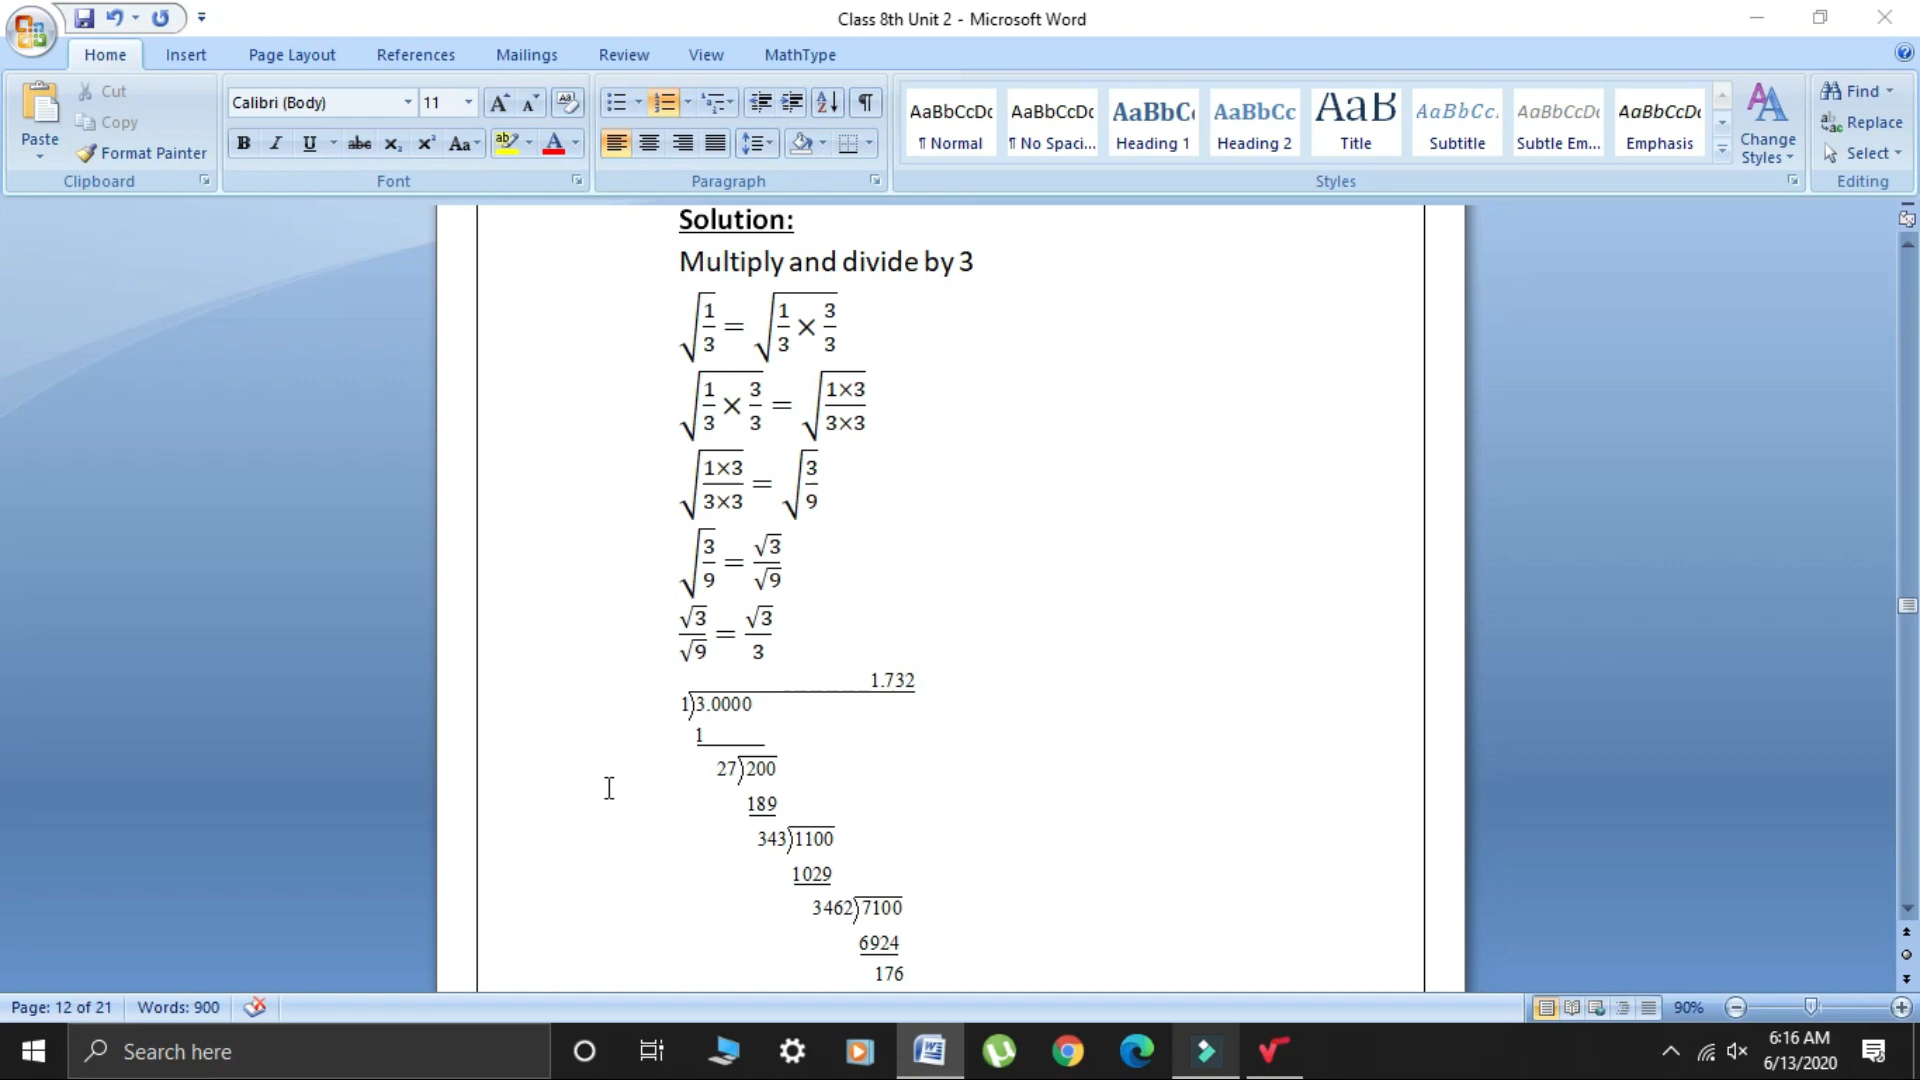 Class 8th Unit 2 - Microsoft Word
Home Insert Page Layout References Mailings Review View MathType
Paste
Cut
Copy
Format Painter
Clipboard
Calibri (Body) 11
B I U abc X₂ X² Aa
Font
Paragraph
AaBbCcDc AaBbCcDc AaBbC AaBbCc AaB AaBbCc. AaBbCcDc AaBbCcDc
¶ Normal ¶ No Spaci... Heading 1 Heading 2 Title Subtitle Subtle Em... Emphasis
Change Styles
Styles
Find
Replace
Select
Editing
Solution:
Multiply and divide by 3
√(1/3) = √(1/3 × 3/3)
√(1/3 × 3/3) = √((1×3)/(3×3))
√((1×3)/(3×3)) = √(3/9)
√(3/9) = √3/√9
√3/√9 = √3/3
1.732
1)3.0000
1
27)200
189
343)1100
1029
3462)7100
6924
176
Page: 12 of 21 Words: 900 90%
Search here
6:16 AM
6/13/2020